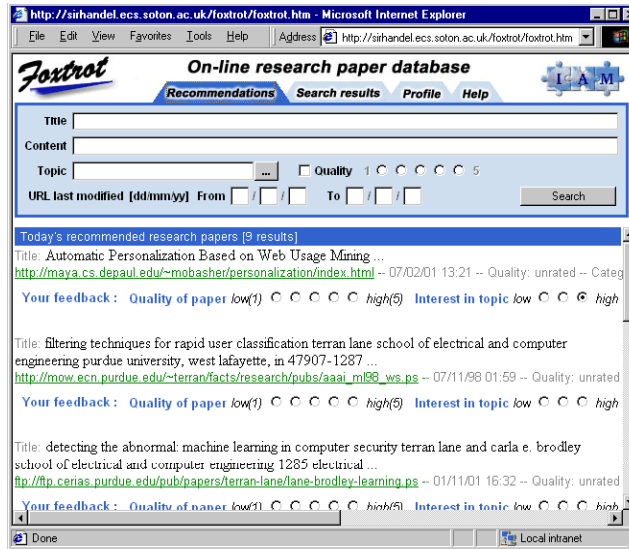 http://sirhandel.ecs.soton.ac.uk/foxtrot/foxtrot.htm - Microsoft Internet Explorer
File Edit View Favorites Tools Help Address http://sirhandel.ecs.soton.ac.uk/foxtrot/foxtrot.htm
Foxtrot On-line research paper database I A M
Recommendations Search results Profile Help
Title
Content
Topic ... Quality 1 5
URL last modified [dd/mm/yy] From / / To / / Search
Today's recommended research papers [9 results]
Title: Automatic Personalization Based on Web Usage Mining ...
http://maya.cs.depaul.edu/~mobasher/personalization/index.html -- 07/02/01 13:21 -- Quality: unrated -- Categ
Your feedback : Quality of paper low(1) high(5) Interest in topic low high
Title: filtering techniques for rapid user classification terran lane school of electrical and computer
engineering purdue university, west lafayette, in 47907-1287 ...
http://mow.ecn.purdue.edu/~terran/facts/research/pubs/aaai_ml98_ws.ps -- 07/11/98 01:59 -- Quality: unrated
Your feedback : Quality of paper low(1) high(5) Interest in topic low high
Title: detecting the abnormal: machine learning in computer security terran lane and carla e. brodley
school of electrical and computer engineering 1285 electrical ...
ftp://ftp.cerias.purdue.edu/pub/papers/terran-lane/lane-brodley-learning.ps -- 01/11/01 16:32 -- Quality: unrated
Your feedback : Quality of paper low(1) high(5) Interest in topic low high
Done Local intranet